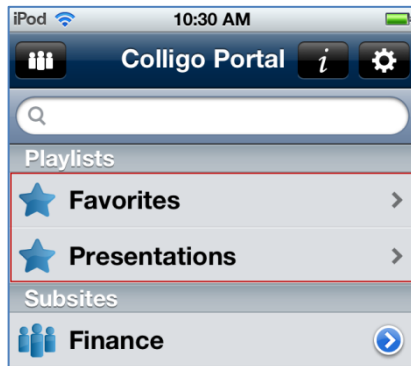 iPod 10:30 AM
Colligo Portal i
Playlists
Favorites
Presentations
Subsites
Finance